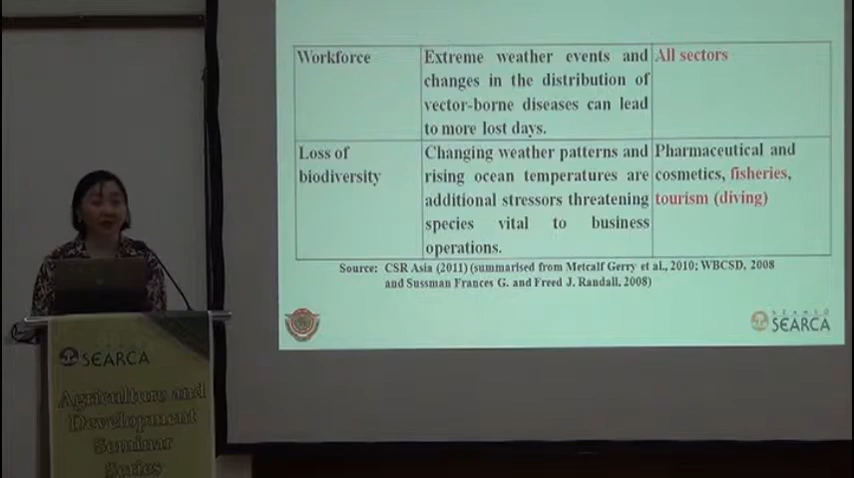 Workforce
Extreme weather events and
changes in the distribution of
vector-borne diseases can lead
to more lost days.
All sectors
Loss of
biodiversity
Changing weather patterns and
rising ocean temperatures are
additional stressors threatening
species vital to business
operations.
Pharmaceutical and
cosmetics, fisheries,
tourism (diving)
Source: CSR Asia (2011) (summarised from Metcalf Gerry et al., 2010; WBCSD, 2008
and Sussman Frances G. and Freed J. Randall, 2008)
SEAMEO
SEARCA
SEARCA
Agriculture and
Development
Seminar
Series